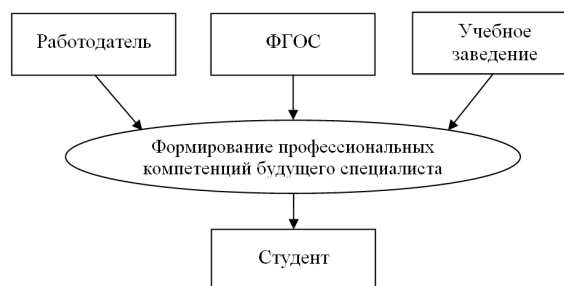 Работодатель
ФГОС
Учебное
заведение
Формирование профессиональных
компетенций будущего специалиста
Студент